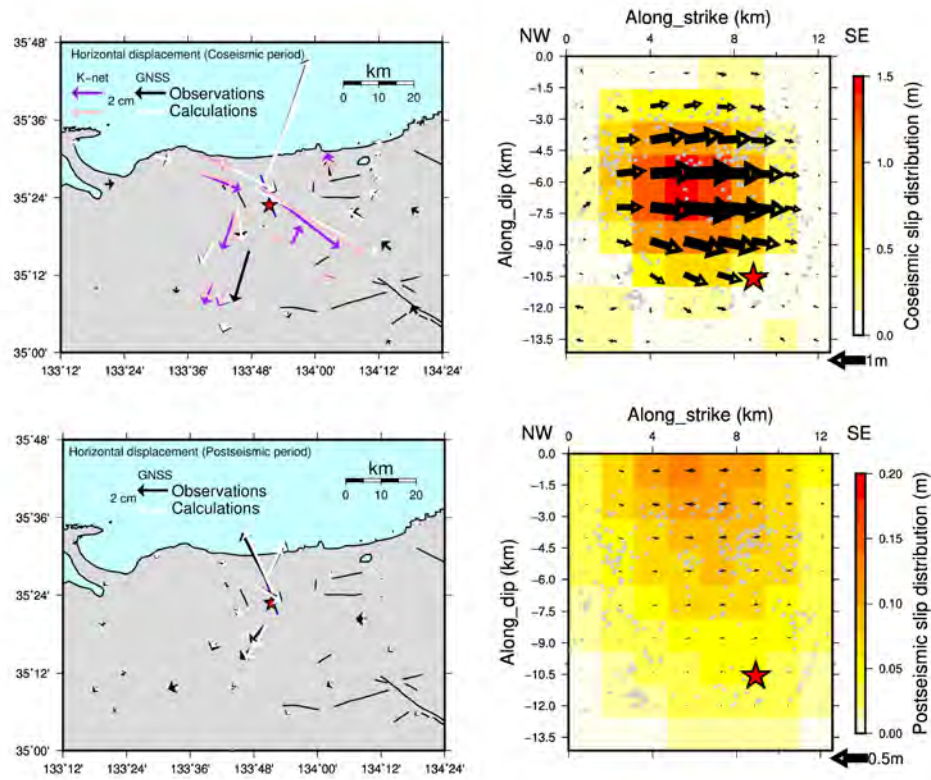 Along_strike (km)
NW
SE
0
4
8
12
35°48'
35°36'
35°24'
35°12'
35°00'
Horizontal displacement (Coseismic period)
K-net
GNSS
Observations
2 cm
Calculations
km
0
10
20
133°12'
133°24'
133°36'
133°48'
134°00'
134°12'
134°24'
Along_dip (km)
0.0
-1.5
-3.0
-4.5
-6.0
-7.5
-9.0
-10.5
-12.0
-13.5
1.5
1.0
0.5
0.0
Coseismic slip distribution (m)
1m
Along_strike (km)
NW
SE
0
4
8
12
35°48'
35°36'
35°24'
35°12'
35°00'
Horizontal displacement (Postseismic period)
GNSS
2 cm
Observations
Calculations
km
0
10
20
133°12'
133°24'
133°36'
133°48'
134°00'
134°12'
134°24'
Along_dip (km)
0.0
-1.5
-3.0
-4.5
-6.0
-7.5
-9.0
-10.5
-12.0
-13.5
0.20
0.15
0.10
0.05
0.00
Postseismic slip distribution (m)
0.5m